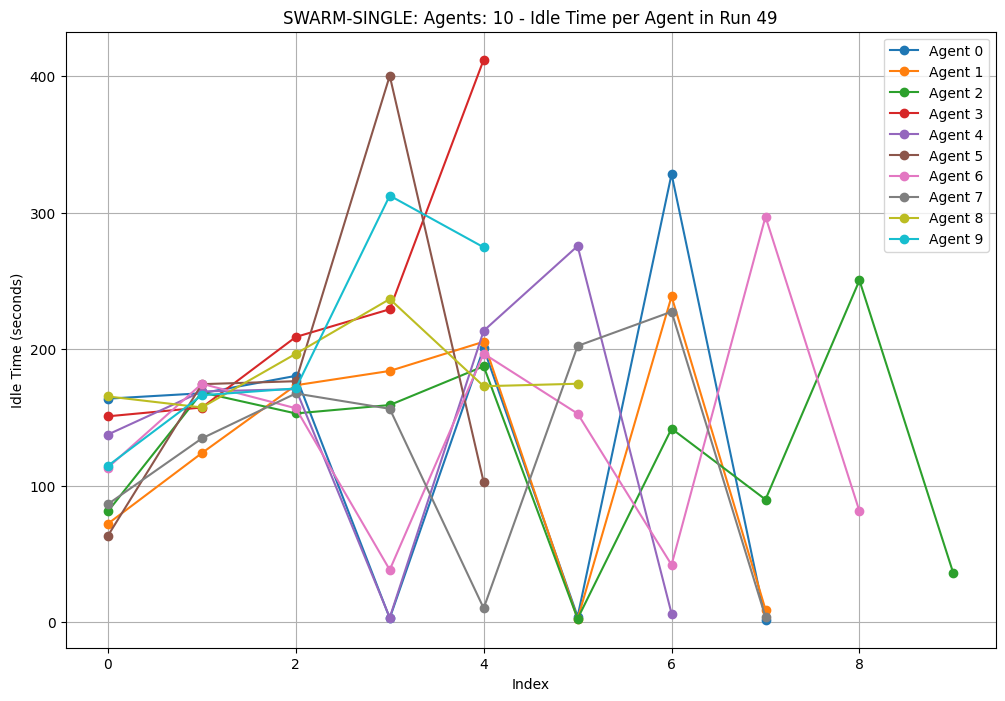 SWARM-SINGLE: Agents: 10 - Idle Time per Agent in Run 49
Idle Time (seconds)
400
300
200
100
0
0
2
4
6
8
Index
Agent 0
Agent 1
Agent 2
Agent 3
Agent 4
Agent 5
Agent 6
Agent 7
Agent 8
Agent 9